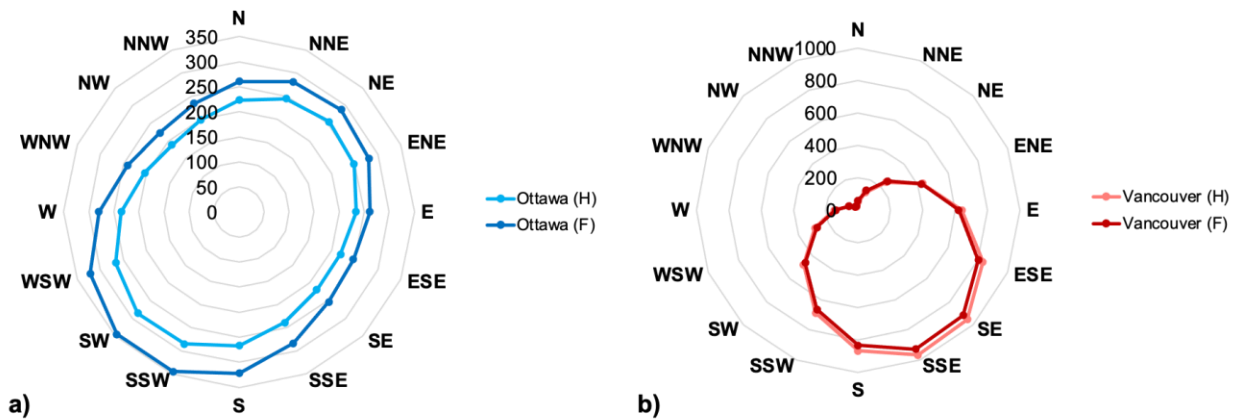 N
NNE
NE
ENE
E
ESE
SE
SSE
S
SSW
SW
WSW
W
WNW
NW
NNW
350
300
250
200
150
100
50
0
Ottawa (H)
Ottawa (F)
a)
N
NNE
NE
ENE
E
ESE
SE
SSE
S
SSW
SW
WSW
W
WNW
NW
NNW
1000
800
600
400
200
0
Vancouver (H)
Vancouver (F)
b)